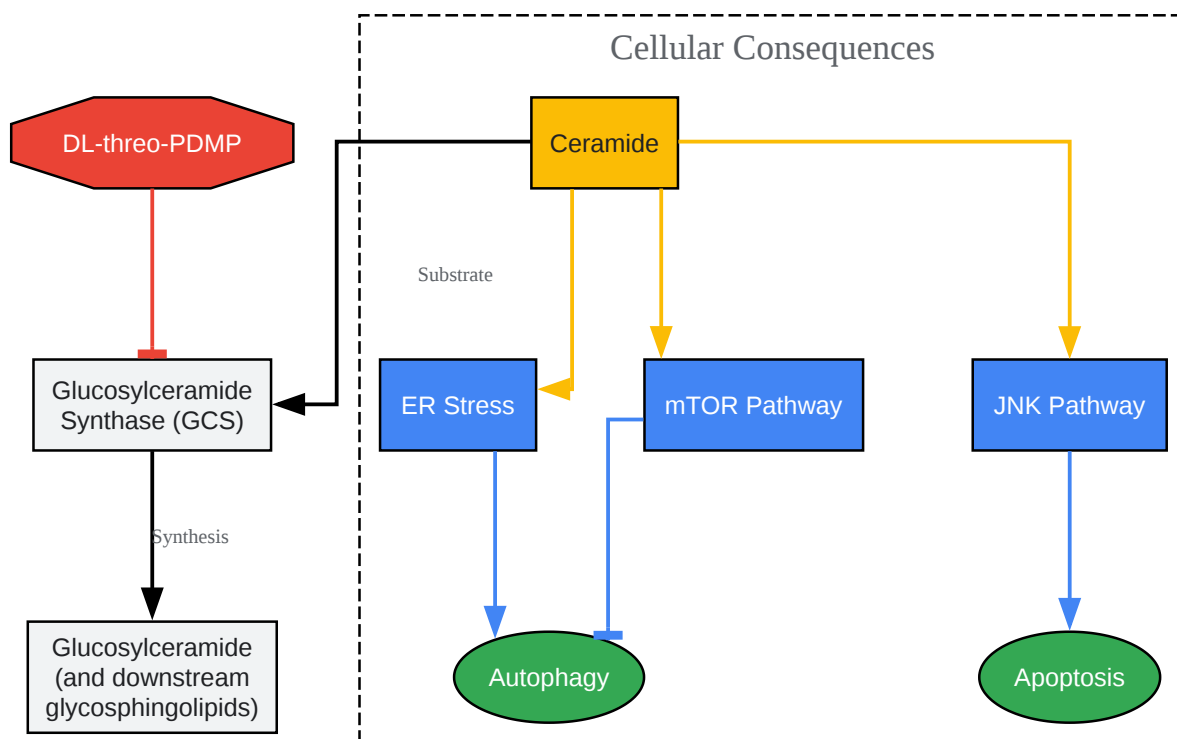 Cellular Consequences
DL-threo-PDMP
Ceramide
Substrate
Glucosylceramide
Synthase (GCS)
ER Stress
mTOR Pathway
JNK Pathway
Synthesis
Glucosylceramide
(and downstream
glycosphingolipids)
Autophagy
Apoptosis